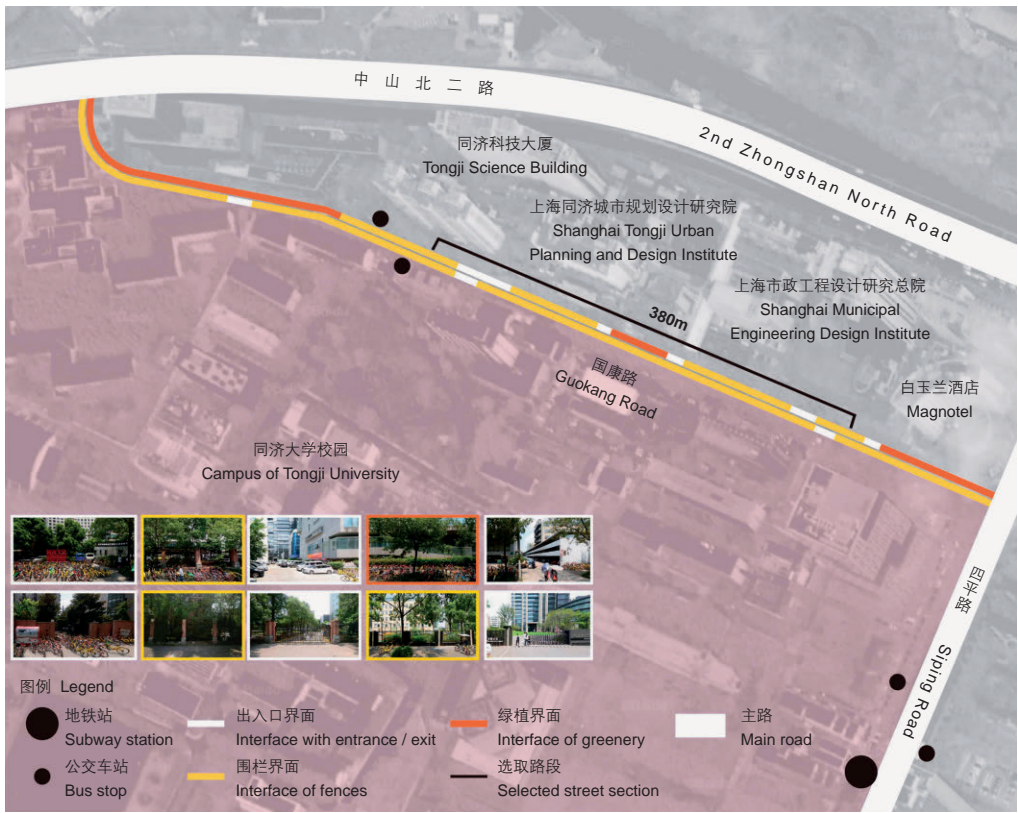 中山北二路
2nd Zhongshan North Road
同济科技大厦
Tongji Science Building
上海同济城市规划设计研究院
Shanghai Tongji Urban
Planning and Design Institute
上海市政工程设计研究总院
Shanghai Municipal
Engineering Design Institute
380m
国康路
Guokang Road
白玉兰酒店
Magnotel
同济大学校园
Campus of Tongji University
四平路
Siping Road
图例 Legend
地铁站
Subway station
出入口界面
Interface with entrance / exit
绿植界面
Interface of greenery
主路
Main road
公交车站
Bus stop
围栏界面
Interface of fences
选取路段
Selected street section